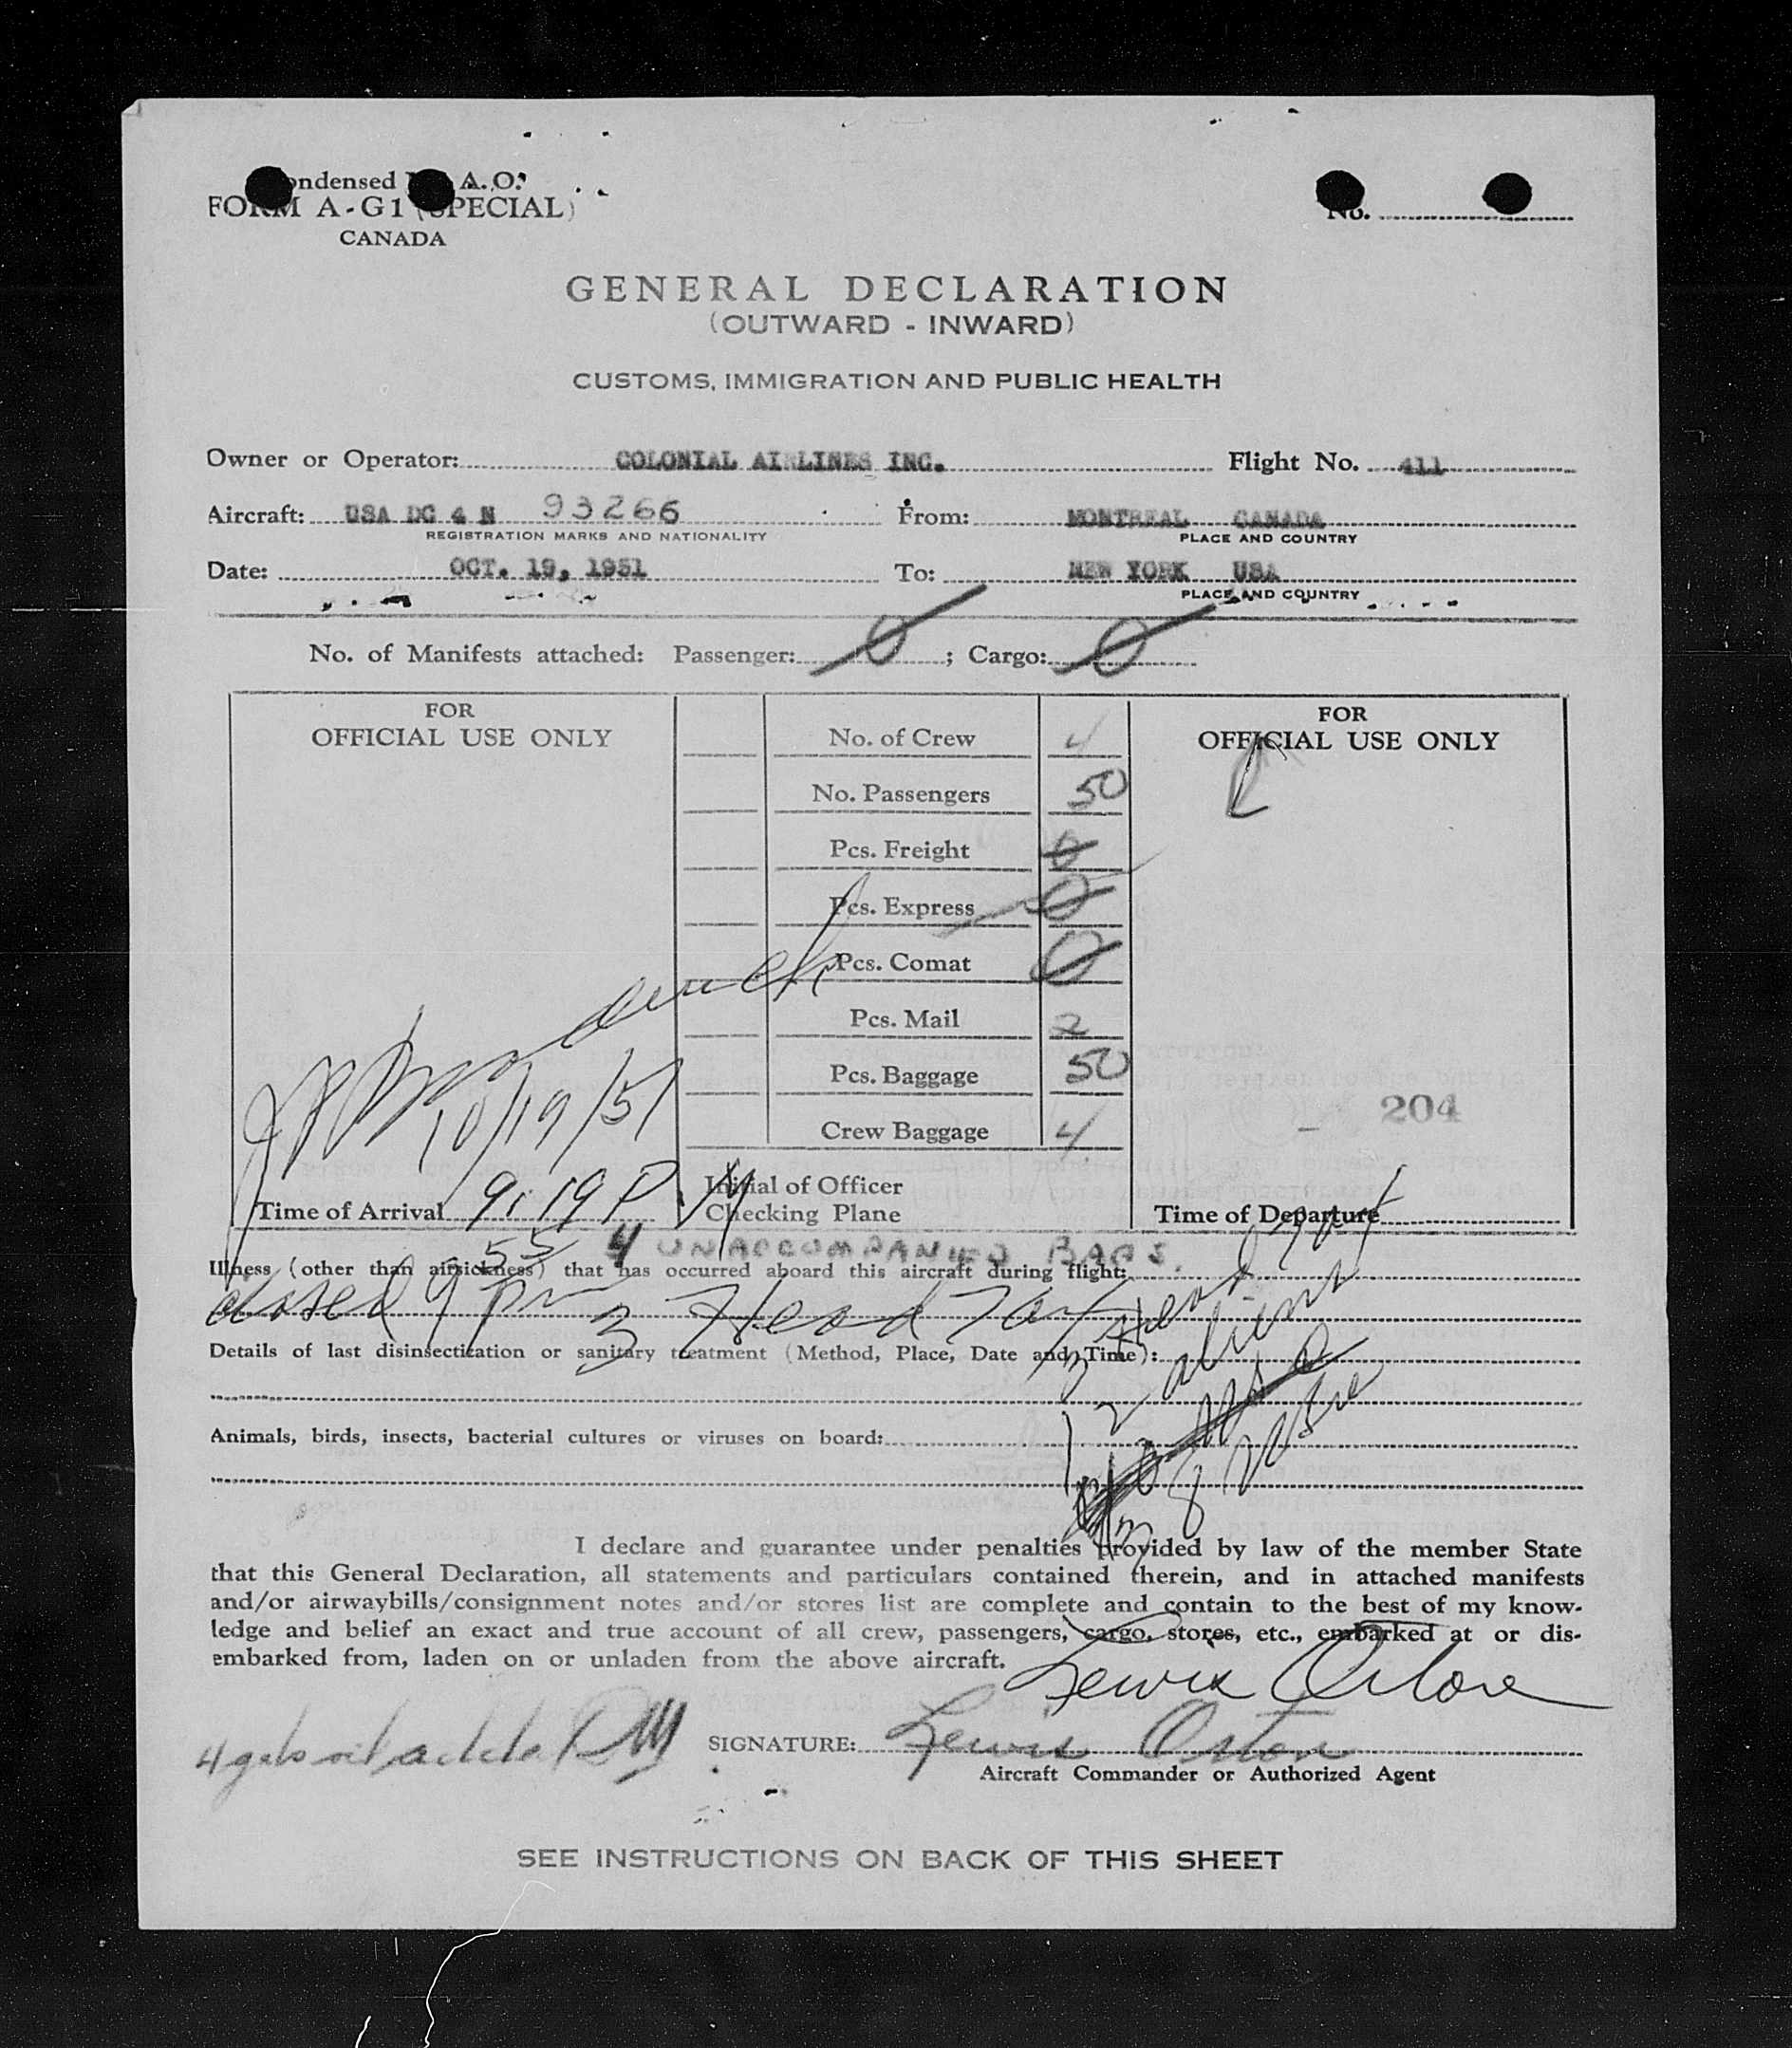 ondensed A.O.
FORM A-G1 (SPECIAL)
CANADA
No.
GENERAL DECLARATION
(OUTWARD - INWARD)
CUSTOMS, IMMIGRATION AND PUBLIC HEALTH
Owner or Operator: COLONIAL AIRLINES INC. Flight No. 411
Aircraft: USA DC 4 N 93266 From: MONTREAL CANADA
REGISTRATION MARKS AND NATIONALITY PLACE AND COUNTRY
Date: OCT. 19, 1951 To: NEW YORK USA
PLACE AND COUNTRY
No. of Manifests attached: Passenger: 0 ; Cargo: 0
FOR OFFICIAL USE ONLY
No. of Crew 4
No. Passengers 50
Pcs. Freight 0
Pcs. Express 0
Pcs. Comat 0
Pcs. Mail 2
Pcs. Baggage 50
Crew Baggage 4
FOR OFFICIAL USE ONLY
204
10/19/51
Time of Arrival 9:19 P.M
Initial of Officer
Checking Plane
Time of Departure
4 UNACCOMPANIED BAGS.
Illness (other than airsickness) that has occurred aboard this aircraft during flight:
closed 9 55 pm 3 Head Tax
3 Head Tax
2 aliens
8 USB
Details of last disinsectization or sanitary treatment (Method, Place, Date and Time):
Animals, birds, insects, bacterial cultures or viruses on board:
I declare and guarantee under penalties provided by law of the member State
that this General Declaration, all statements and particulars contained therein, and in attached manifests
and/or airwaybills/consignment notes and/or stores list are complete and contain to the best of my know-
ledge and belief an exact and true account of all crew, passengers, cargo, stores, etc., embarked at or dis-
embarked from, laden on or unladen from the above aircraft.
Lewis Oston
4 gals oil added
SIGNATURE: Lewis Oston
Aircraft Commander or Authorized Agent
SEE INSTRUCTIONS ON BACK OF THIS SHEET